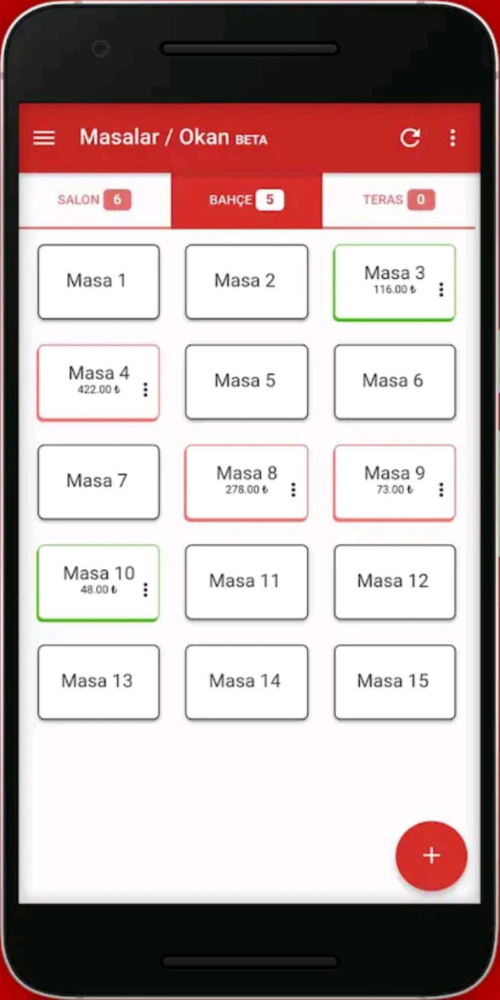 Masalar / Okan BETA
SALON 6
BAHÇE 5
TERAS 0
Masa 1
Masa 2
Masa 3
116.00 ₺
Masa 4
422.00 ₺
Masa 5
Masa 6
Masa 7
Masa 8
278.00 ₺
Masa 9
73.00 ₺
Masa 10
48.00 ₺
Masa 11
Masa 12
Masa 13
Masa 14
Masa 15